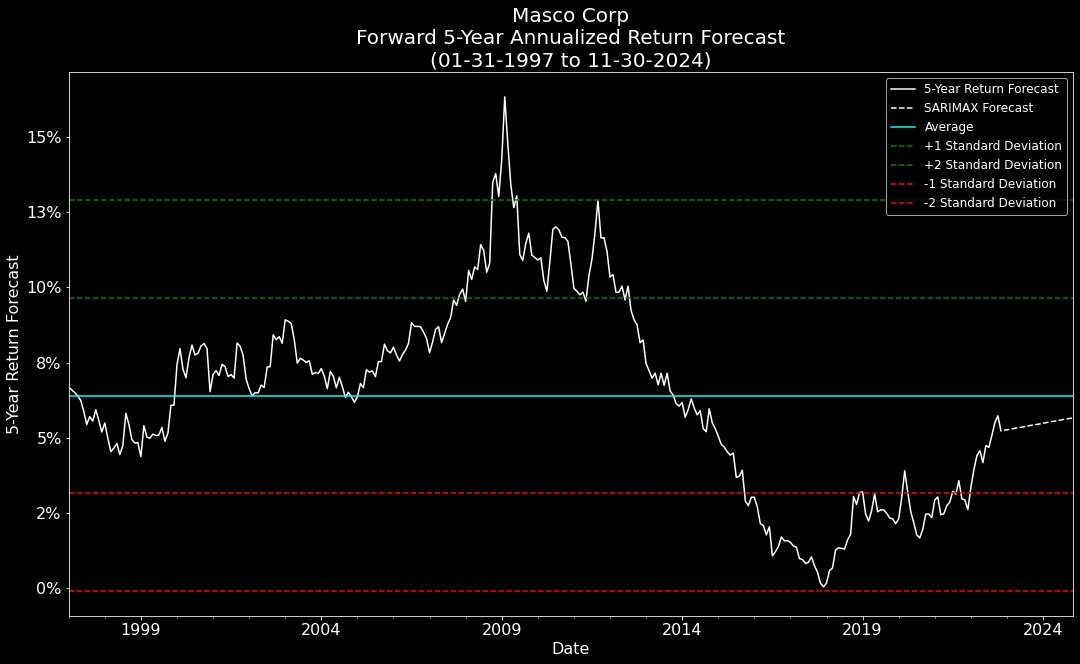 Masco Corp
Forward 5-Year Annualized Return Forecast
(01-31-1997 to 11-30-2024)
5-Year Return Forecast
SARIMAX Forecast
Average
+1 Standard Deviation
+2 Standard Deviation
-1 Standard Deviation
-2 Standard Deviation
15%
13%
10%
8%
5%
2%
0%
5-Year Return Forecast
1999
2004
2009
2014
2019
2024
Date